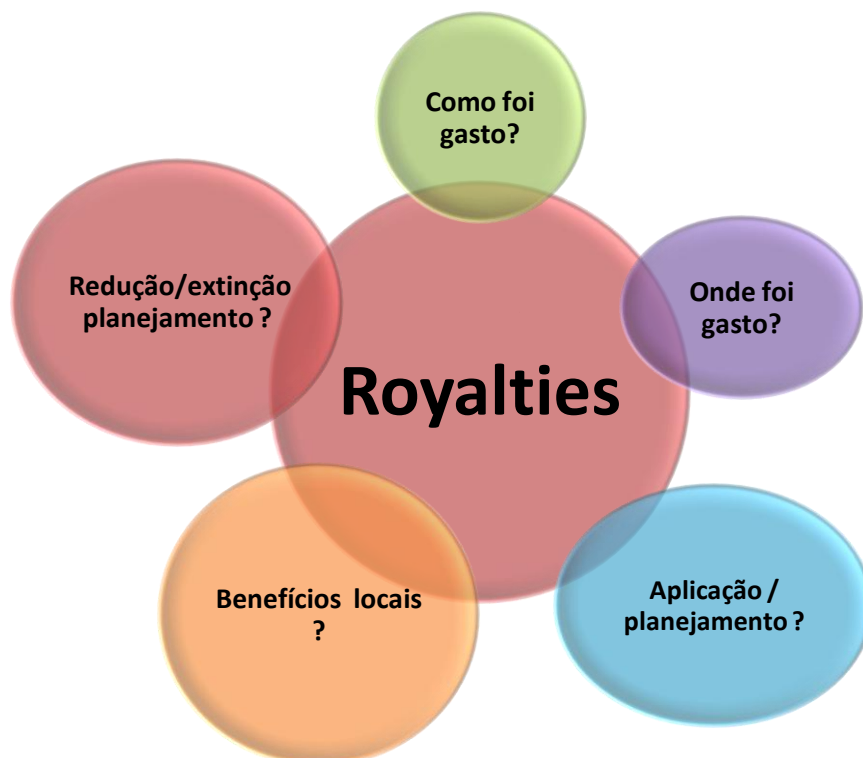 Como foi
gasto?
Redução/extinção
planejamento ?
Onde foi
gasto?
Royalties
Benefícios locais
?
Aplicação /
planejamento ?